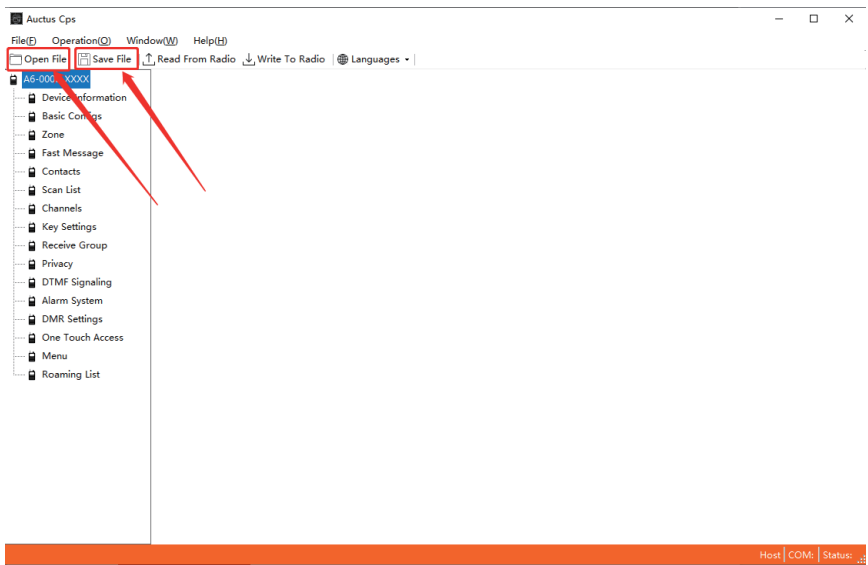 Auctus Cps
File(F) Operation(O) Window(W) Help(H)
Open File Save File Read From Radio Write To Radio Languages
A6-000 XXXX
Device Information
Basic Configs
Zone
Fast Message
Contacts
Scan List
Channels
Key Settings
Receive Group
Privacy
DTMF Signaling
Alarm System
DMR Settings
One Touch Access
Menu
Roaming List
Host COM: Status: